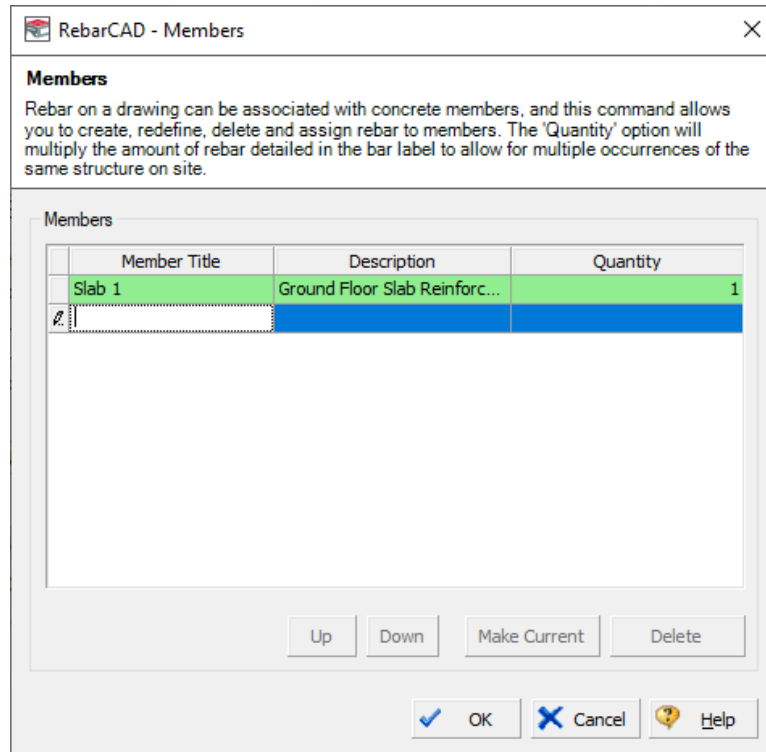 RebarCAD - Members
Members
Rebar on a drawing can be associated with concrete members, and this command allows
you to create, redefine, delete and assign rebar to members. The 'Quantity' option will
multiply the amount of rebar detailed in the bar label to allow for multiple occurrences of the
same structure on site.
Members
Member Title Description Quantity
Slab 1 Ground Floor Slab Reinforc... 1
Up Down Make Current Delete
OK Cancel Help